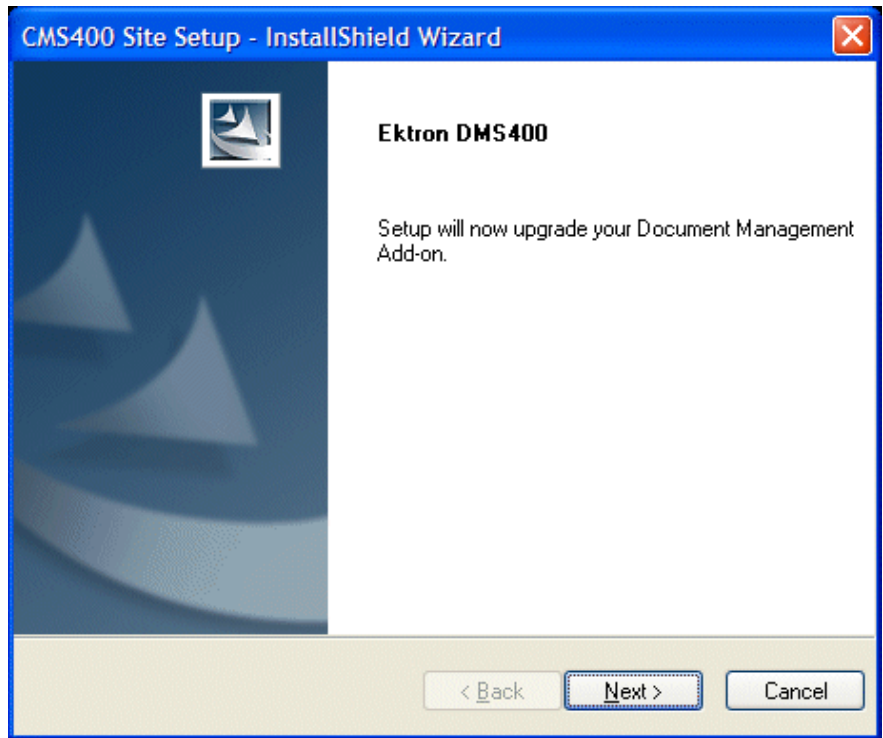 CMS400 Site Setup - InstallShield Wizard
Ektron DMS400
Setup will now upgrade your Document Management
Add-on.
< Back
Next >
Cancel